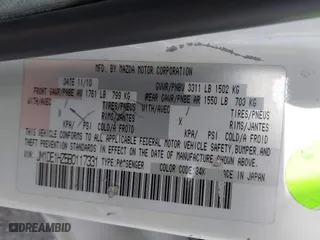 MFD. BY MAZDA MOTOR CORPORATION
DATE 11/10
GVWR/PNBV 3311 LB 1502 KG
FRONT GAWR/PNBE AV 1761 LB 799 KG
REAR GAWR/PNBE AR 1550 LB 703 KG
TIRES/PNEUS
TIRES/PNEUS
RIMS/JANTES
RIMS/JANTES
KPA/ PSI/ COLD/A FROID
KPA/ PSI/ COLD/A FROID
THIS VEHICLE CONFORMS TO ALL APPLICABLE FEDERAL MOTOR VEHICLE SAFETY, BUMPER, AND
THEFT PREVENTION STANDARDS IN EFFECT ON THE DATE OF MANUFACTURE SHOWN ABOVE.
TYPE PASSENGER
COLOR CODE 34K
MADE IN JAPAN